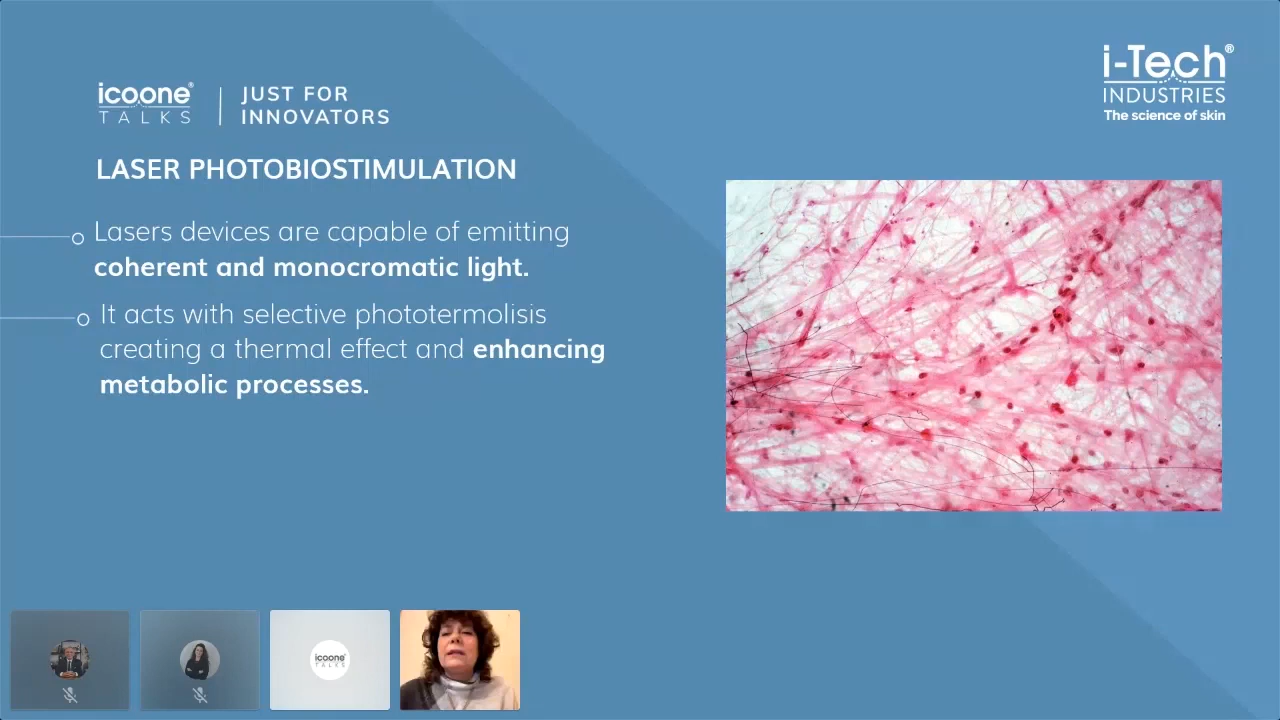 icoone®
TALKS
JUST FOR
INNOVATORS
i-Tech®
INDUSTRIES
The science of skin
LASER PHOTOBIOSTIMULATION
Lasers devices are capable of emitting
coherent and monocromatic light.
It acts with selective phototermolisis
creating a thermal effect and enhancing
metabolic processes.
icoone®
TALKS